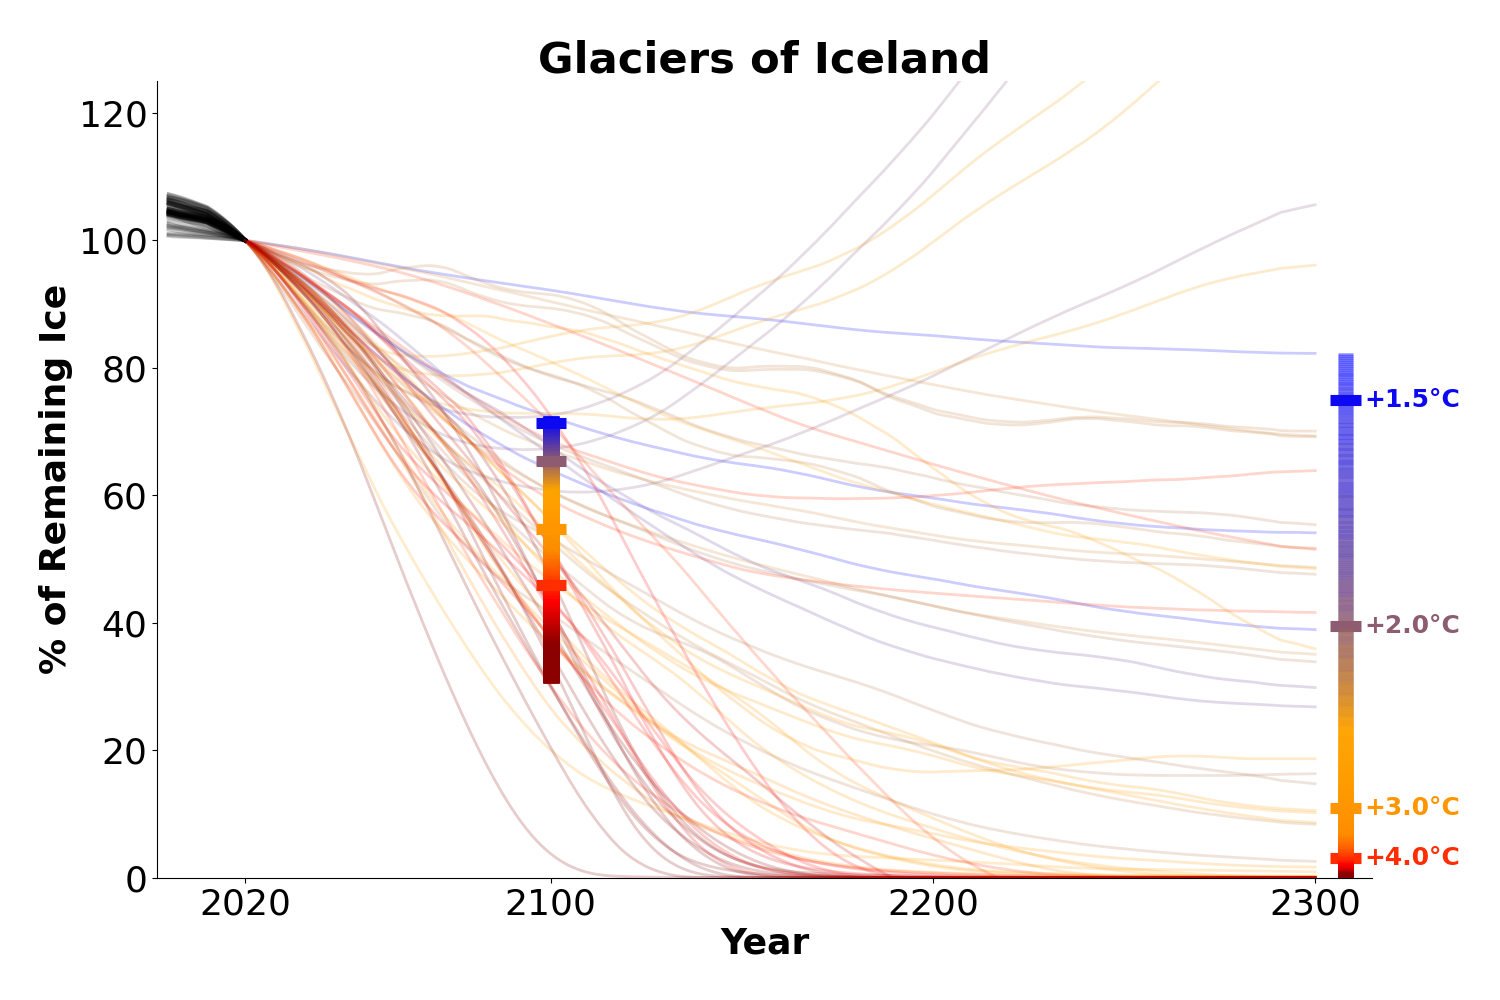 Glaciers of Iceland
% of Remaining Ice
120
100
80
60
40
20
0
+1.5°C
+2.0°C
+3.0°C
+4.0°C
2020
2100
2200
2300
Year